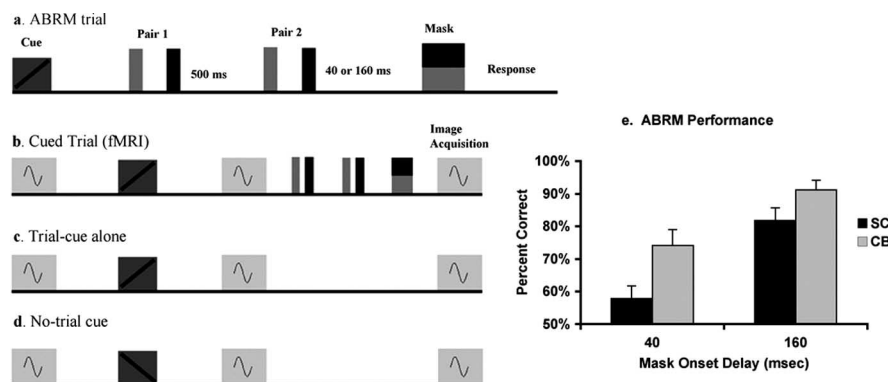 a. ABRM trial
Cue
Pair 1
500 ms
Pair 2
40 or 160 ms
Mask
Response
b. Cued Trial (fMRI)
Image
Acquisition
c. Trial-cue alone
d. No-trial cue
e. ABRM Performance
Percent Correct
100%
90%
80%
70%
60%
50%
40
160
Mask Onset Delay (msec)
SC
CB